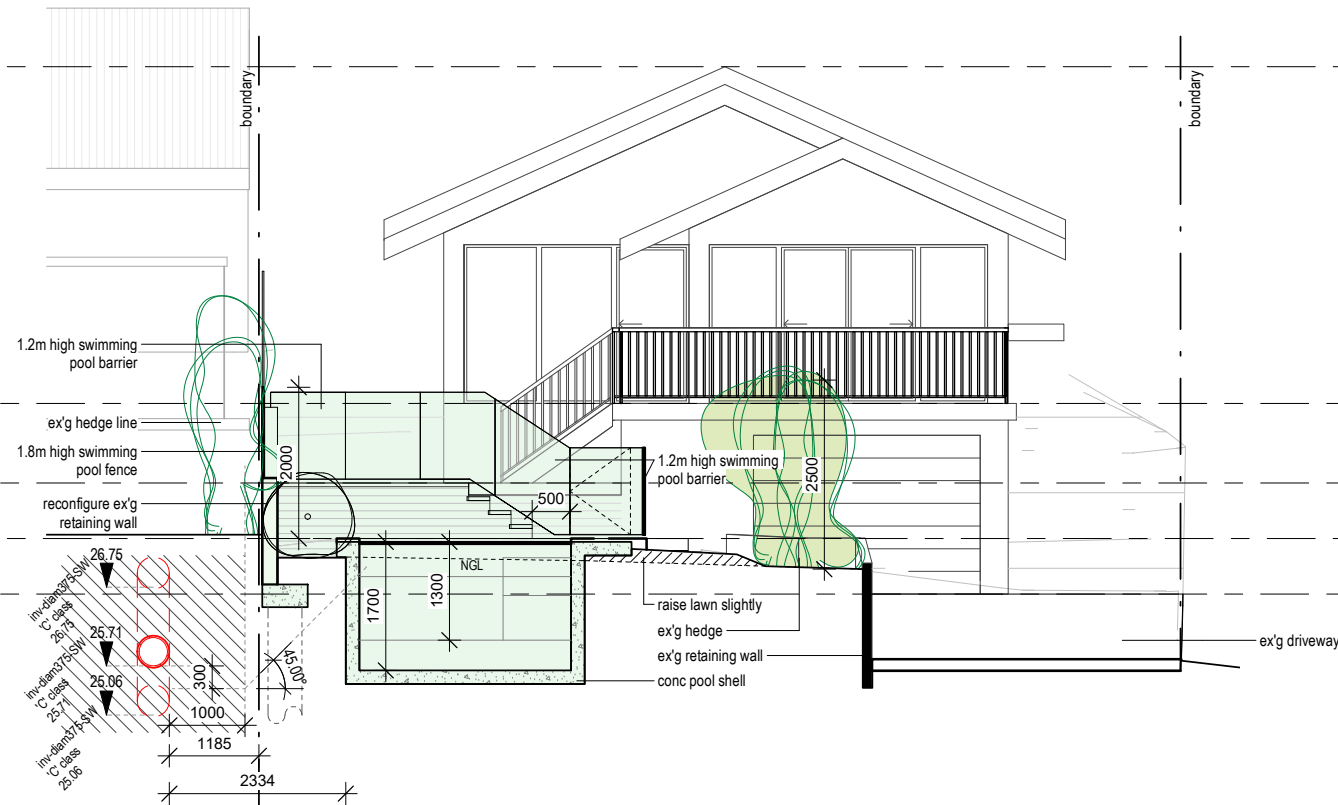 boundary
boundary
1.2m high swimming
pool barrier
ex'g hedge line
1.8m high swimming
pool fence
reconfigure ex'g
retaining wall
2000
500
1.2m high swimming
pool barrier
2500
NGL
1700
1300
raise lawn slightly
ex'g hedge
ex'g retaining wall
conc pool shell
ex'g driveway
26.75
inv-diam375-SW
'C' class
26.75
25.71
inv-diam375-SW
'C' class
25.71
25.06
inv-diam375-SW
'C' class
25.06
300
45.00°
1000
1185
2334